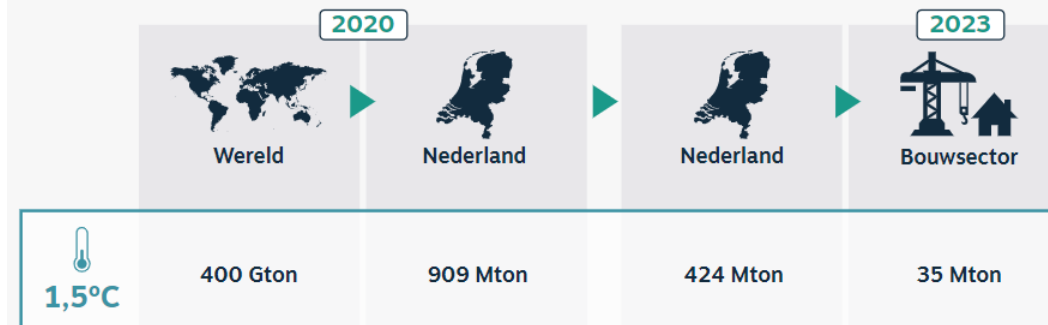 2020
2023
Wereld
Nederland
Nederland
Bouwsector
1,5°C
400 Gton
909 Mton
424 Mton
35 Mton